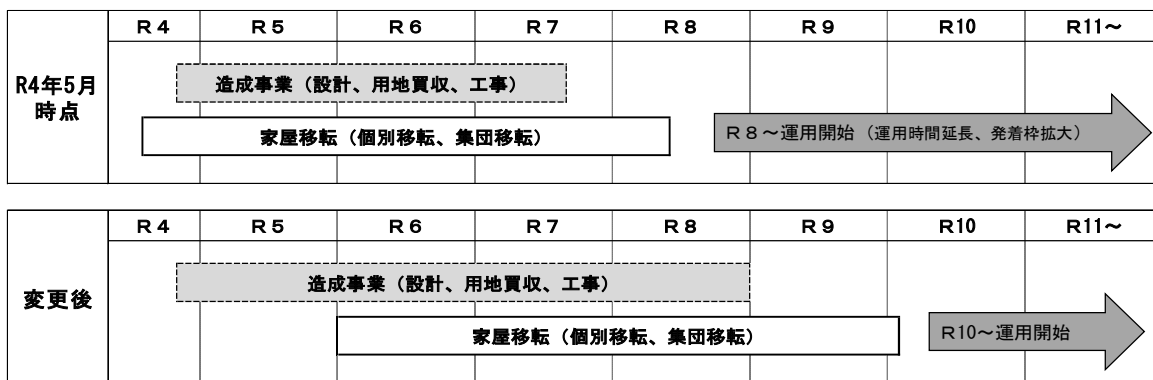 Ｒ４ Ｒ５ Ｒ６ Ｒ７ Ｒ８ Ｒ９ R10 R11～
R4年5月
時点
造成事業（設計、用地買収、工事）
家屋移転（個別移転、集団移転）
Ｒ８～運用開始（運用時間延長、発着枠拡大）
Ｒ４ Ｒ５ Ｒ６ Ｒ７ Ｒ８ Ｒ９ R10 R11～
変更後
造成事業（設計、用地買収、工事）
家屋移転（個別移転、集団移転）
R10～運用開始